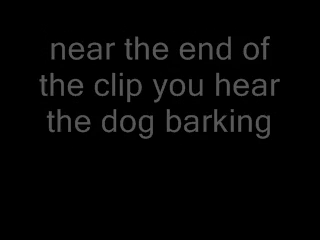 near the end of
the clip you hear
the dog barking